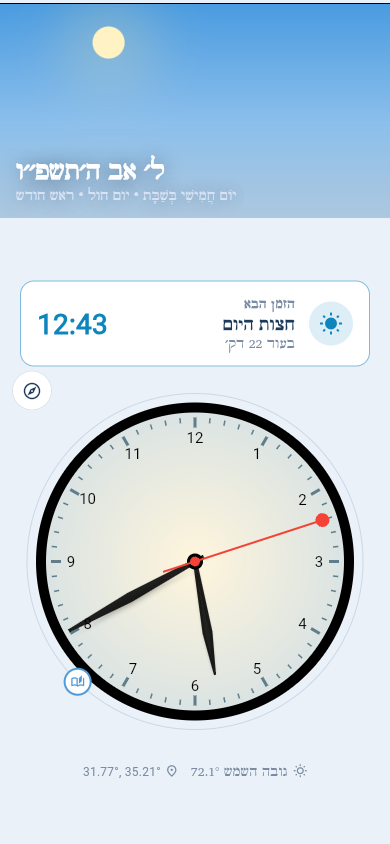 ל׳ אב ה׳תשפ״ו
יוֹם חֲמִישִׁי בְּשַׁבָּת • יום חול • ראש חודש
הזמן הבא
חצות היום
בעוד 22 דק׳
12:43
12
1
2
3
4
5
6
7
8
9
10
11
גובה השמש 72.1°
31.77°, 35.21°